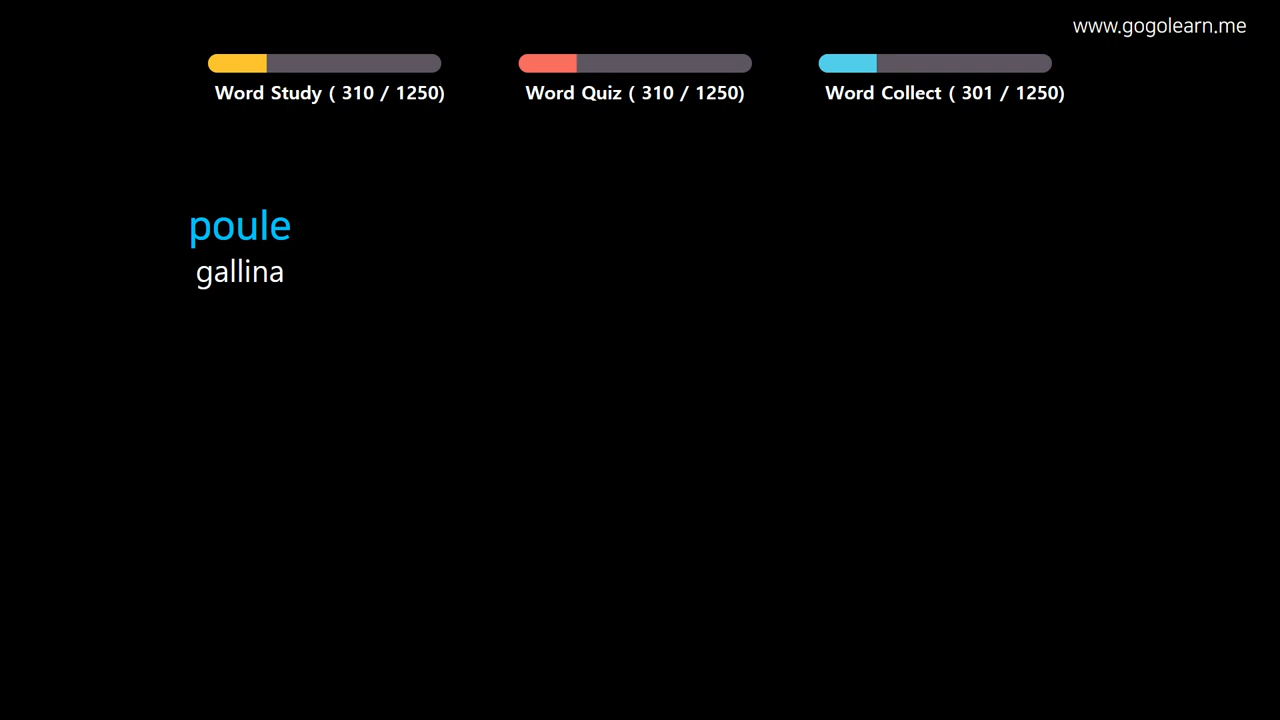 www.gogolearn.me
Word Study ( 310 / 1250)
Word Quiz ( 310 / 1250)
Word Collect ( 301 / 1250)
poule
gallina